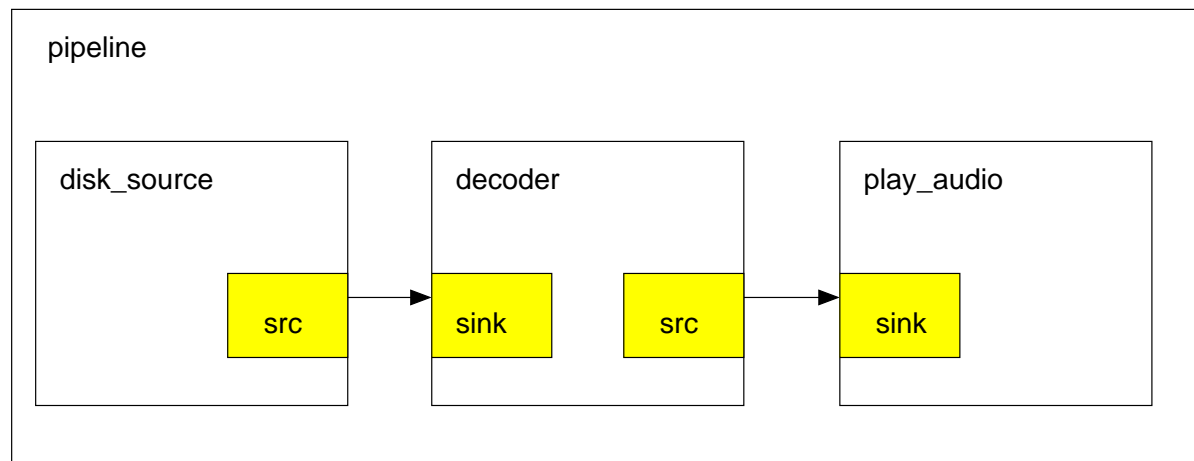 pipeline
disk_source
decoder
play_audio
src
sink
src
sink